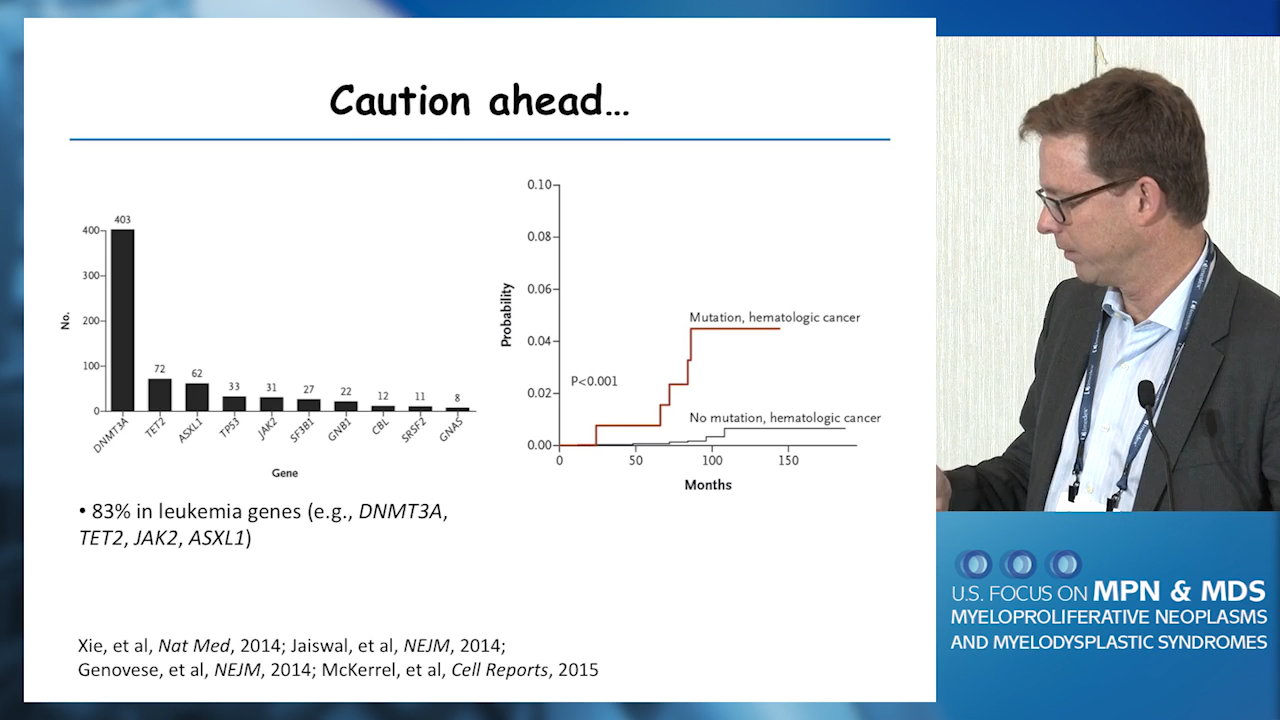 Caution ahead…
No.
400
300
200
100
0
403
72
62
33
31
27
22
12
11
8
DNMT3A
TET2
ASXL1
TP53
JAK2
SF3B1
GNB1
CBL
SRSF2
GNAS
Gene
Probability
0.10
0.08
0.06
0.04
0.02
0.00
Mutation, hematologic cancer
P<0.001
No mutation, hematologic cancer
0
50
100
150
Months
• 83% in leukemia genes (e.g., DNMT3A,
TET2, JAK2, ASXL1)
Xie, et al, Nat Med, 2014; Jaiswal, et al, NEJM, 2014;
Genovese, et al, NEJM, 2014; McKerrel, et al, Cell Reports, 2015
U.S. FOCUS ON MPN & MDS
MYELOPROLIFERATIVE NEOPLASMS
AND MYELODYSPLASTIC SYNDROMES